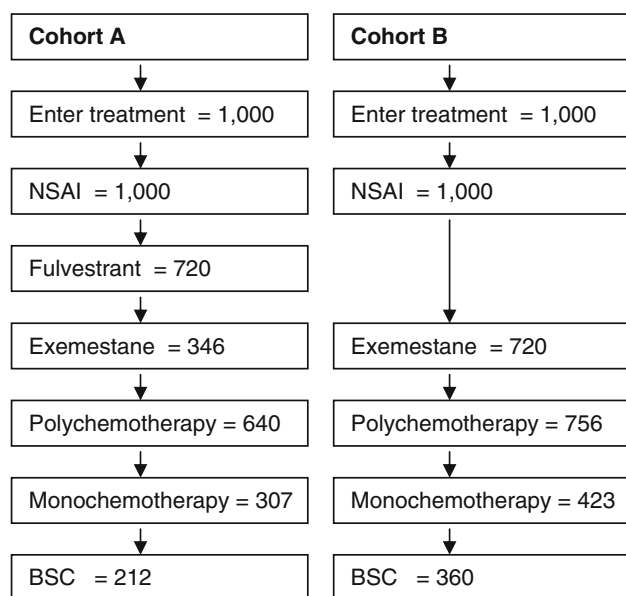 Cohort A
Enter treatment = 1,000
NSAI = 1,000
Fulvestrant = 720
Exemestane = 346
Polychemotherapy = 640
Monochemotherapy = 307
BSC = 212
Cohort B
Enter treatment = 1,000
NSAI = 1,000
Exemestane = 720
Polychemotherapy = 756
Monochemotherapy = 423
BSC = 360